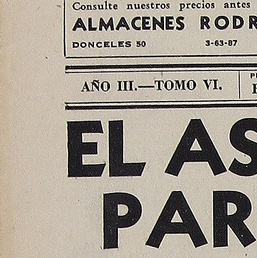 Consulte nuestros precios antes
ALMACENES RODR
DONCELES 50 3-63-87
AÑO III.—TOMO VI.
EL AS
PAR